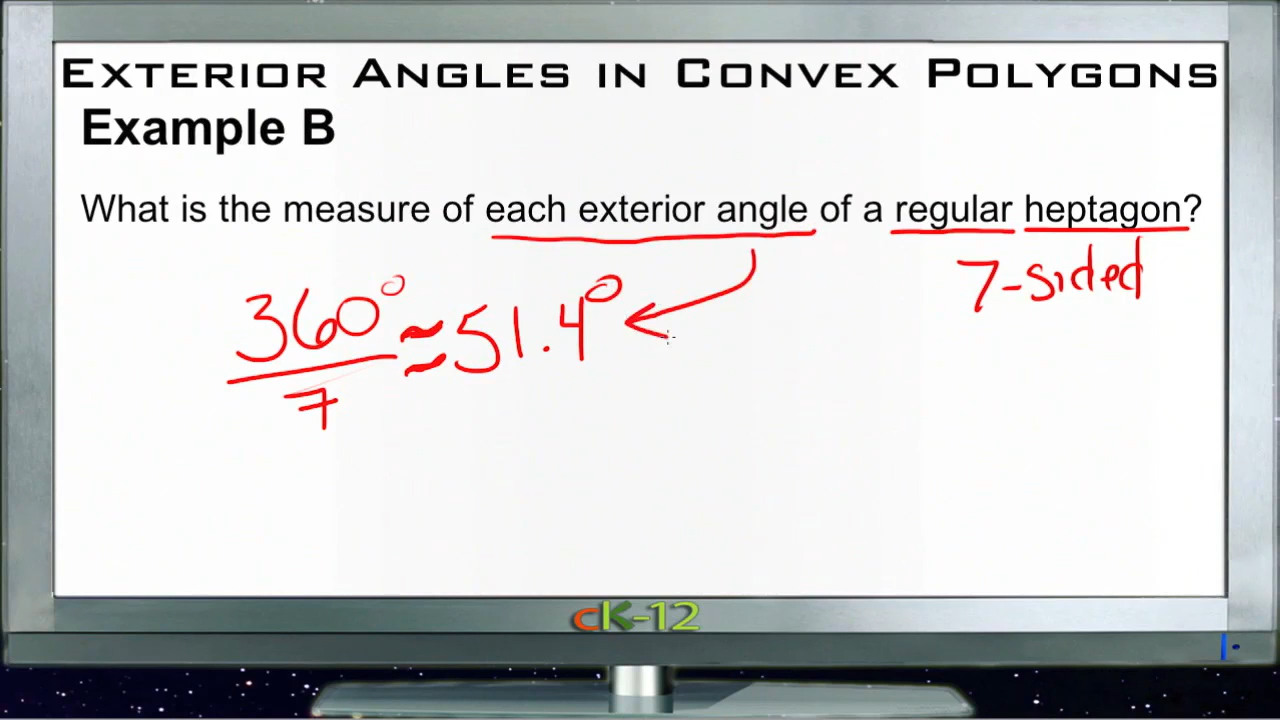 EXTERIOR ANGLES IN CONVEX POLYGONS
Example B
What is the measure of each exterior angle of a regular heptagon?
7-sided
360° ≈ 51.4°
7
cK-12